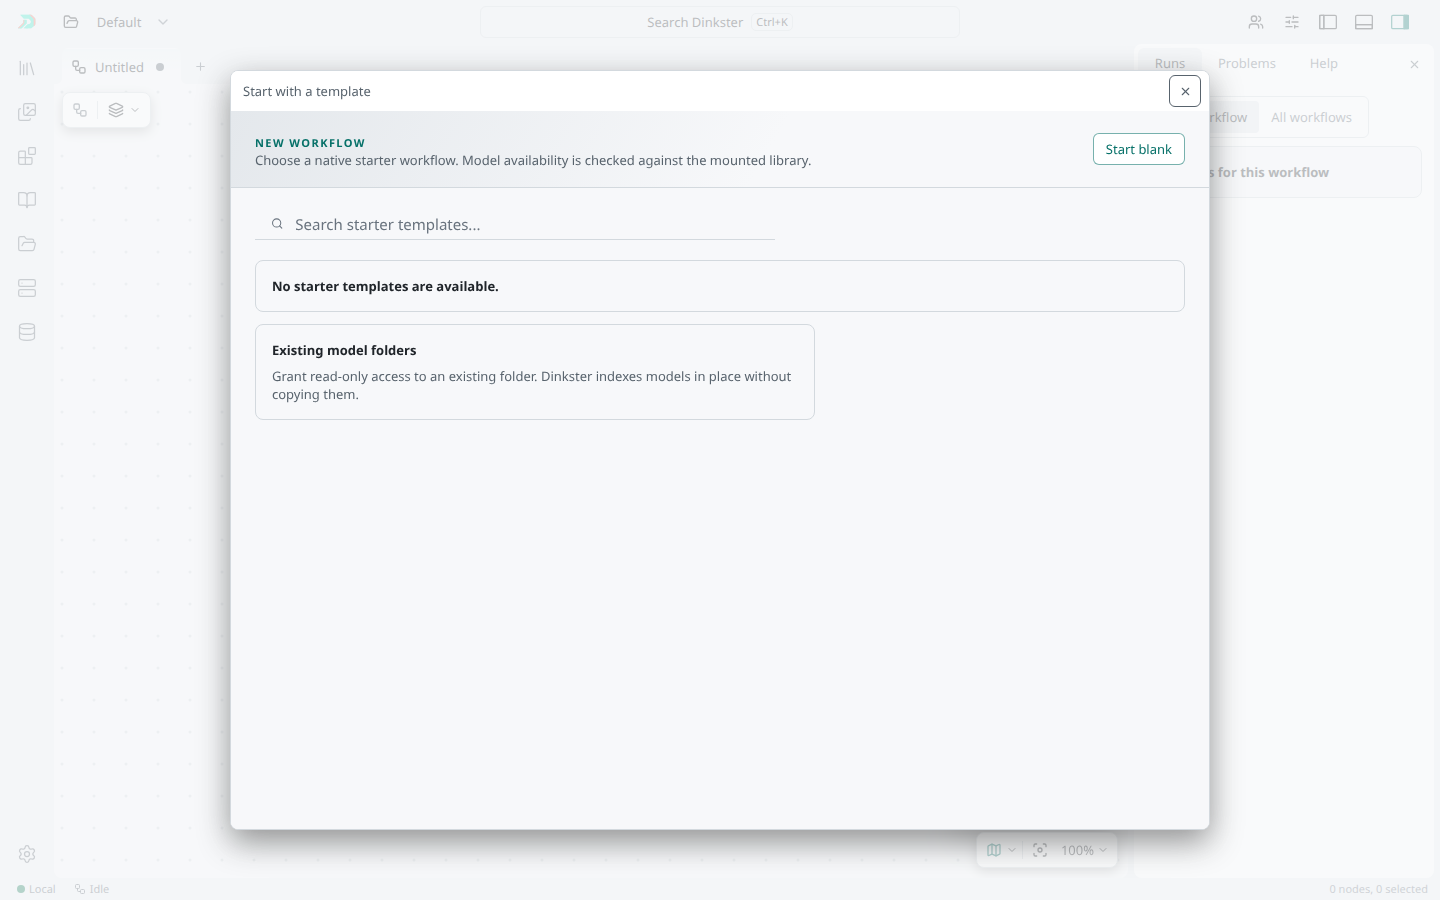 Default
Search Dinkster Ctrl+K
Untitled
Runs Problems Help
Start with a template
All workflows
NEW WORKFLOW
Choose a native starter workflow. Model availability is checked against the mounted library.
Start blank
for this workflow
Search starter templates...
No starter templates are available.
Existing model folders
Grant read-only access to an existing folder. Dinkster indexes models in place without
copying them.
100%
Local Idle
0 nodes, 0 selected